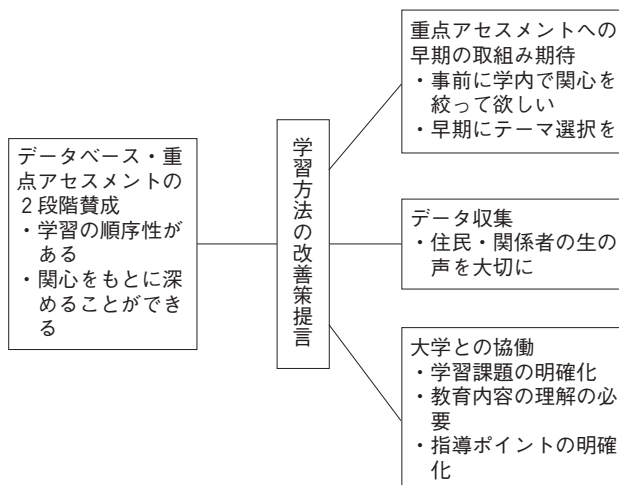 データベース・重
点アセスメントの
２段階賛成
・学習の順序性が
ある
・関心をもとに深
めることができ
る
学習方法の改善策提言
重点アセスメントへの
早期の取組み期待
・事前に学内で関心を
絞って欲しい
・早期にテーマ選択を
データ収集
・住民・関係者の生の
声を大切に
大学との協働
・学習課題の明確化
・教育内容の理解の必
要
・指導ポイントの明確
化